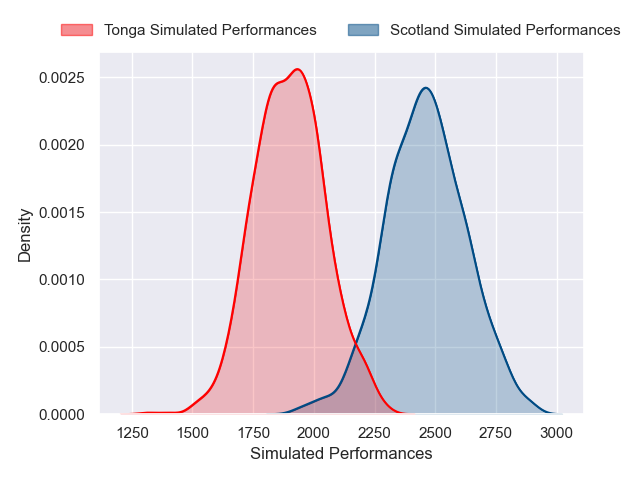 Tonga Simulated Performances Scotland Simulated Performances
0.0025
0.0020
0.0015
0.0010
0.0005
0.0000
Density
1250 1500 1750 2000 2250 2500 2750 3000
Simulated Performances